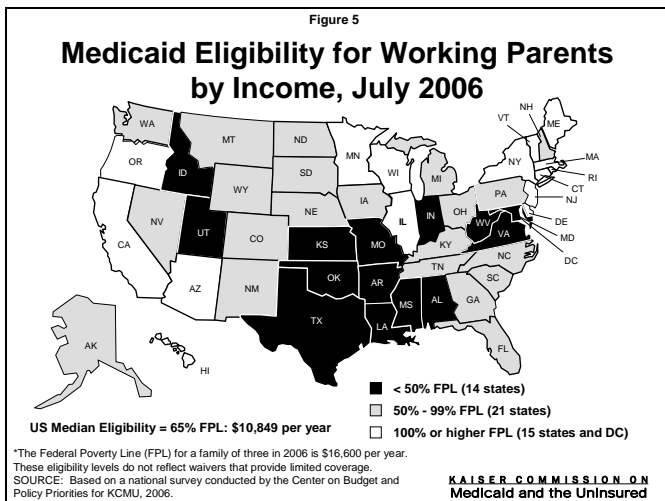 Figure 5
Medicaid Eligibility for Working Parents
by Income, July 2006
NH
VT
ME
WA
MT
ND
MN
OR
ID
WI
NY
MA
SD
MI
RI
WY
CT
PA
NJ
IA
NE
NV
IL
IN
OH
DE
UT
WV
MD
CO
VA
CA
KS
MO
KY
DC
NC
TN
OK
AZ
NM
AR
SC
MS
AL
GA
TX
LA
AK
FL
HI
< 50% FPL (14 states)
50% - 99% FPL (21 states)
US Median Eligibility = 65% FPL: $10,849 per year
100% or higher FPL (15 states and DC)
*The Federal Poverty Line (FPL) for a family of three in 2006 is $16,600 per year.
These eligibility levels do not reflect waivers that provide limited coverage.
SOURCE: Based on a national survey conducted by the Center on Budget and
Policy Priorities for KCMU, 2006.
KAISER COMMISSION ON
Medicaid and the Uninsured